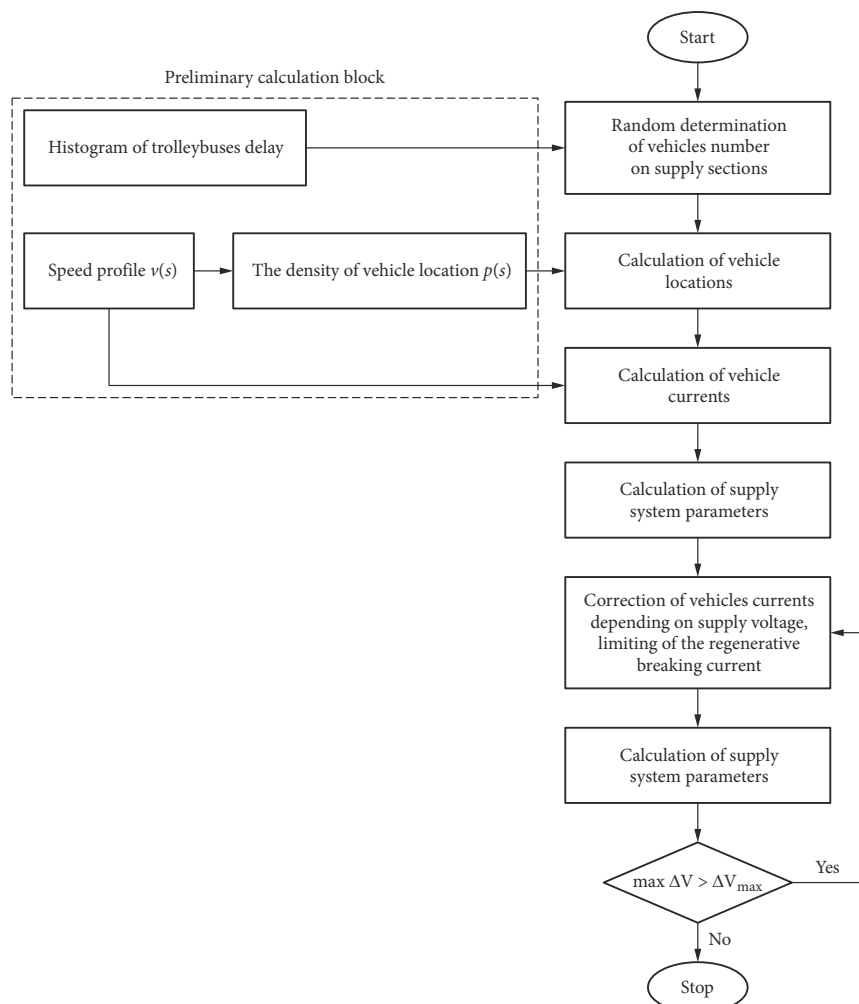 Start
Preliminary calculation block
Histogram of trolleybuses delay
Random determination
of vehicles number
on supply sections
Speed profile v(s)
The density of vehicle location p(s)
Calculation of vehicle
locations
Calculation of vehicle
currents
Calculation of supply
system parameters
Correction of vehicles currents
depending on supply voltage,
limiting of the regenerative
breaking current
Calculation of supply
system parameters
max ΔV > ΔVmax
Yes
No
Stop